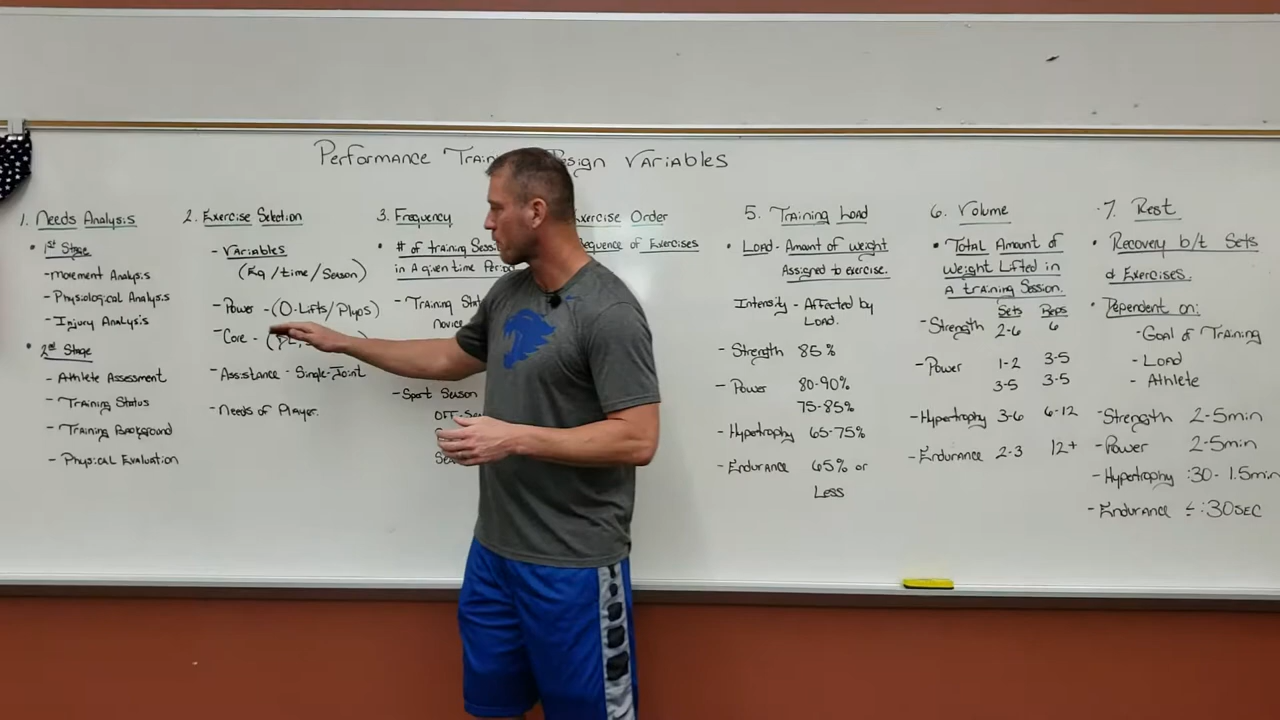 Performance Design Variables
1. Needs Analysis
• 1st Stage
- Movement Analysis
- Physiological Analysis
- Injury Analysis
• 2nd Stage
- Athlete Assessment
- Training Status
- Training Background
- Physical Evaluation
2. Exercise Selection
- Variables
(Eq/time/Season)
- Power - (O-Lifts/Plyos)
- Core - (
- Assistance - Single-Joint
- Needs of Player.
3. Frequency
• # of training
in A given time Period
- Training
Novice
- Sport Season
Exercise Order
Sequence of Exercises
5. Training Load
• Load - Amount of weight
Assigned to exercise.
Intensity - Affected by
Load.
- Strength 85%
- Power 80-90%
75-85%
- Hypertrophy 65-75%
- Endurance 65% or
Less
6. Volume
• Total Amount of
Weight Lifted in
A training Session.
Sets Reps
- Strength 2-6 6
- Power 1-2 3-5
3-5 3-5
- Hypertrophy 3-6 6-12
- Endurance 2-3 12+
7. Rest
• Recovery b/t Sets
& Exercises.
• Dependent on:
- Goal of Training
- Load
- Athlete
- Strength 2-5min
- Power 2-5min
- Hypertrophy :30-1.5min
- Endurance ≤:30sec